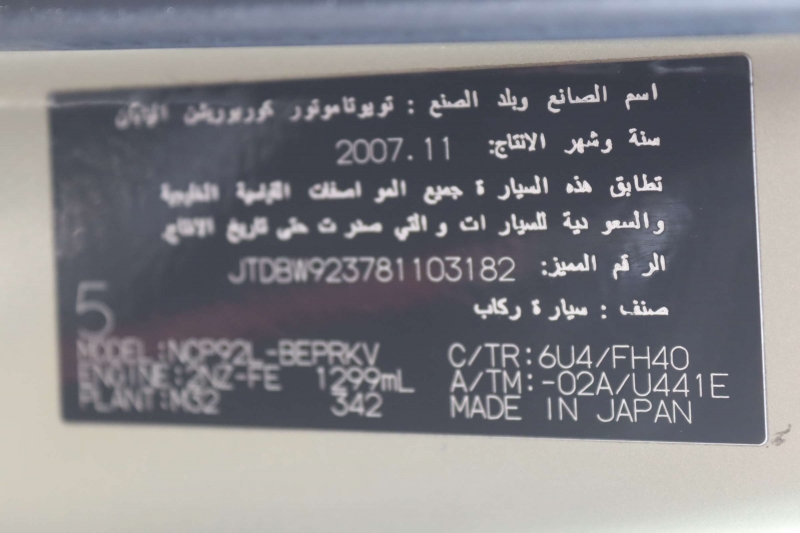 اسم الصانع وبلد الصنع : تويوتا موتور كوربوريشن اليابان
سنة وشهر الانتاج: 2007.11
تطابق هذه السيارة جميع المواصفات القياسية الخليجية
والسعودية للسيارات والتي صدرت حتى تاريخ الانتاج.
الرقم المميز: JTDBW923781103182
صنف : سيارة ركاب
5
MODEL:NCP92L-BEPRKV C/TR:6U4/FH40
ENGINE:2NZ-FE 1299mL A/TM:-02A/U441E
PLANT:M32 342 MADE IN JAPAN